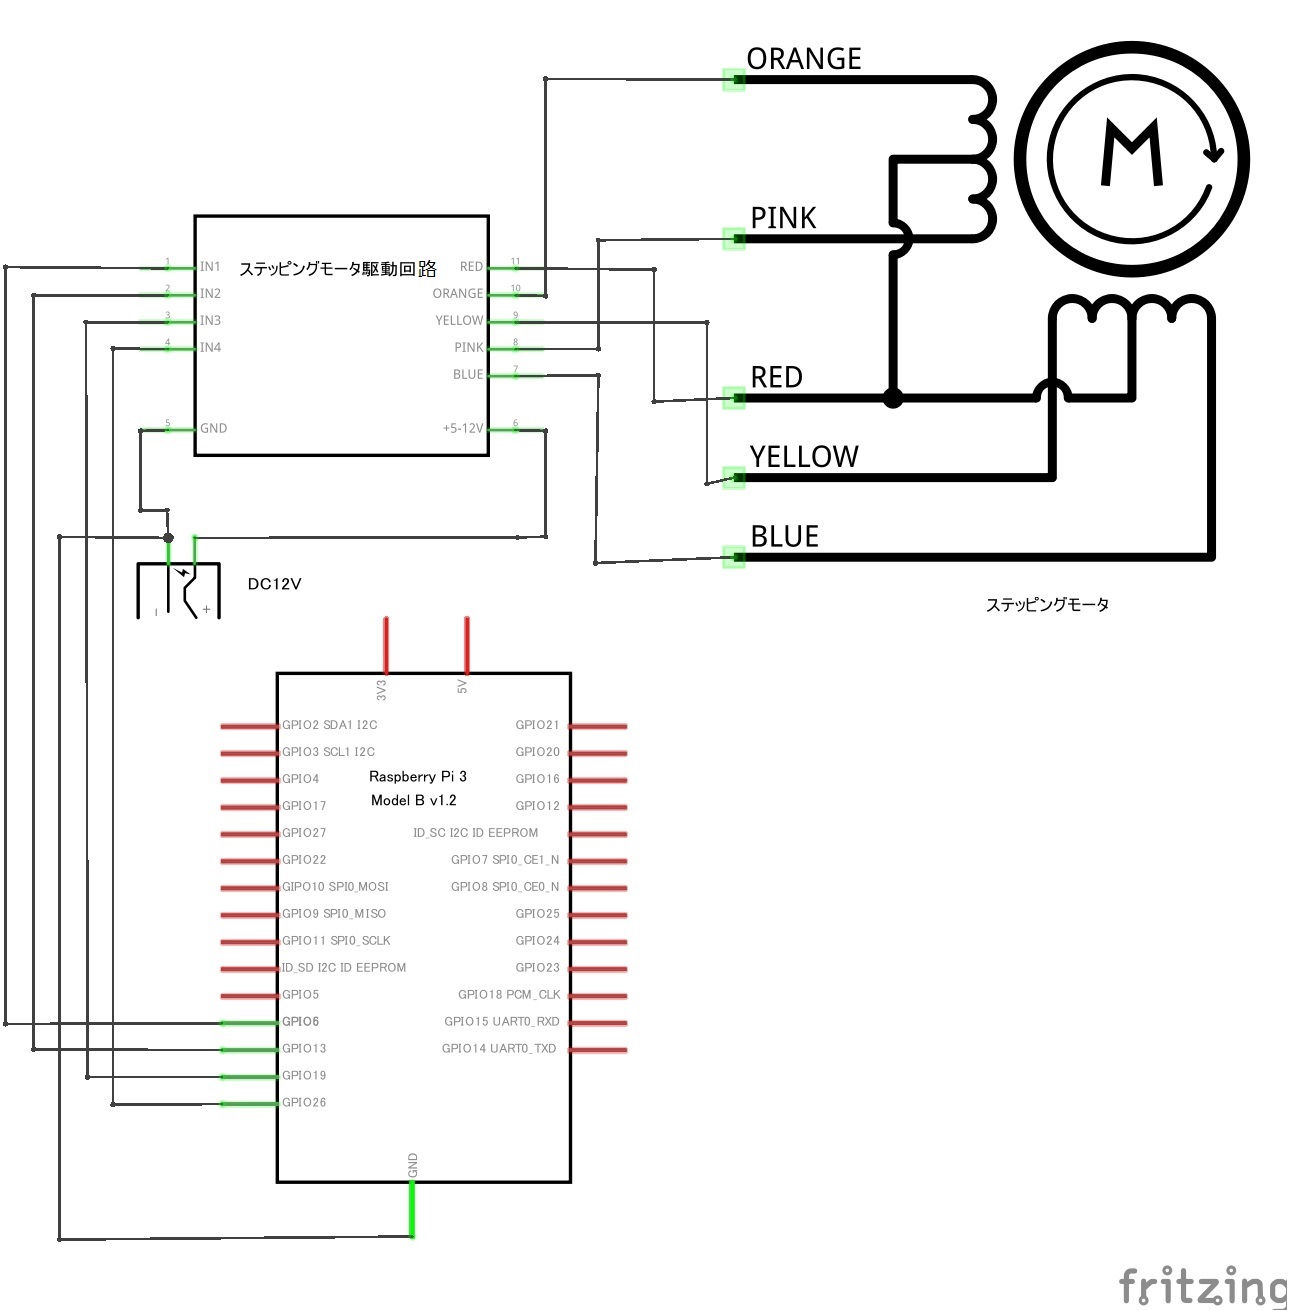 ORANGE
M
PINK
RED
YELLOW
BLUE
ステッピングモータ
ステッピングモータ駆動回路
1 IN1
2 IN2
3 IN3
4 IN4
5 GND
RED 11
ORANGE 10
YELLOW 9
PINK 8
BLUE 7
+5-12V 6
DC12V
- +
3V3 5V
Raspberry Pi 3
Model B v1.2
GPIO2 SDA1 I2C
GPIO3 SCL1 I2C
GPIO4
GPIO17
GPIO27
GPIO22
GIPO10 SPI0_MOSI
GPIO9 SPI0_MISO
GPIO11 SPI0_SCLK
ID_SD I2C ID EEPROM
GPIO5
GPIO6
GPIO13
GPIO19
GPIO26
GPIO21
GPIO20
GPIO16
GPIO12
ID_SC I2C ID EEPROM
GPIO7 SPI0_CE1_N
GPIO8 SPI0_CE0_N
GPIO25
GPIO24
GPIO23
GPIO18 PCM_CLK
GPIO15 UART0_RXD
GPIO14 UART0_TXD
GND
fritzing